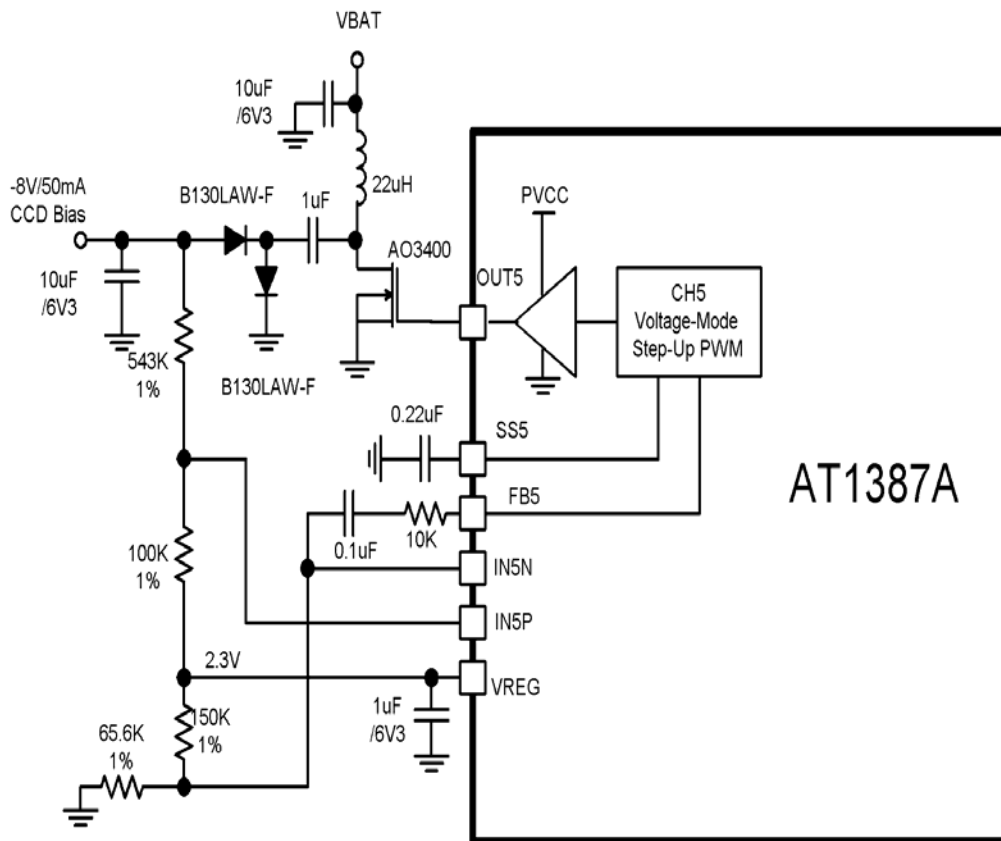 VBAT
10uF
/6V3
22uH
-8V/50mA
CCD Bias
B130LAW-F
1uF
AO3400
PVCC
OUT5
CH5
Voltage-Mode
Step-Up PWM
10uF
/6V3
543K
1%
B130LAW-F
0.22uF
SS5
FB5
0.1uF
10K
AT1387A
100K
1%
IN5N
IN5P
2.3V
VREG
1uF
/6V3
150K
1%
65.6K
1%